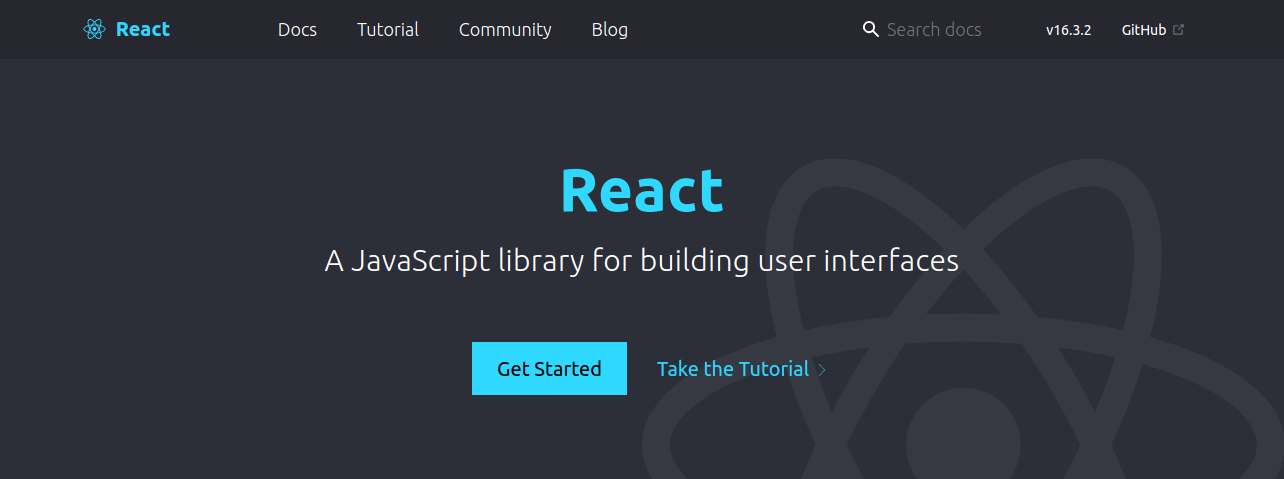 React Docs Tutorial Community Blog Search docs v16.3.2 GitHub
React
A JavaScript library for building user interfaces
Get Started Take the Tutorial